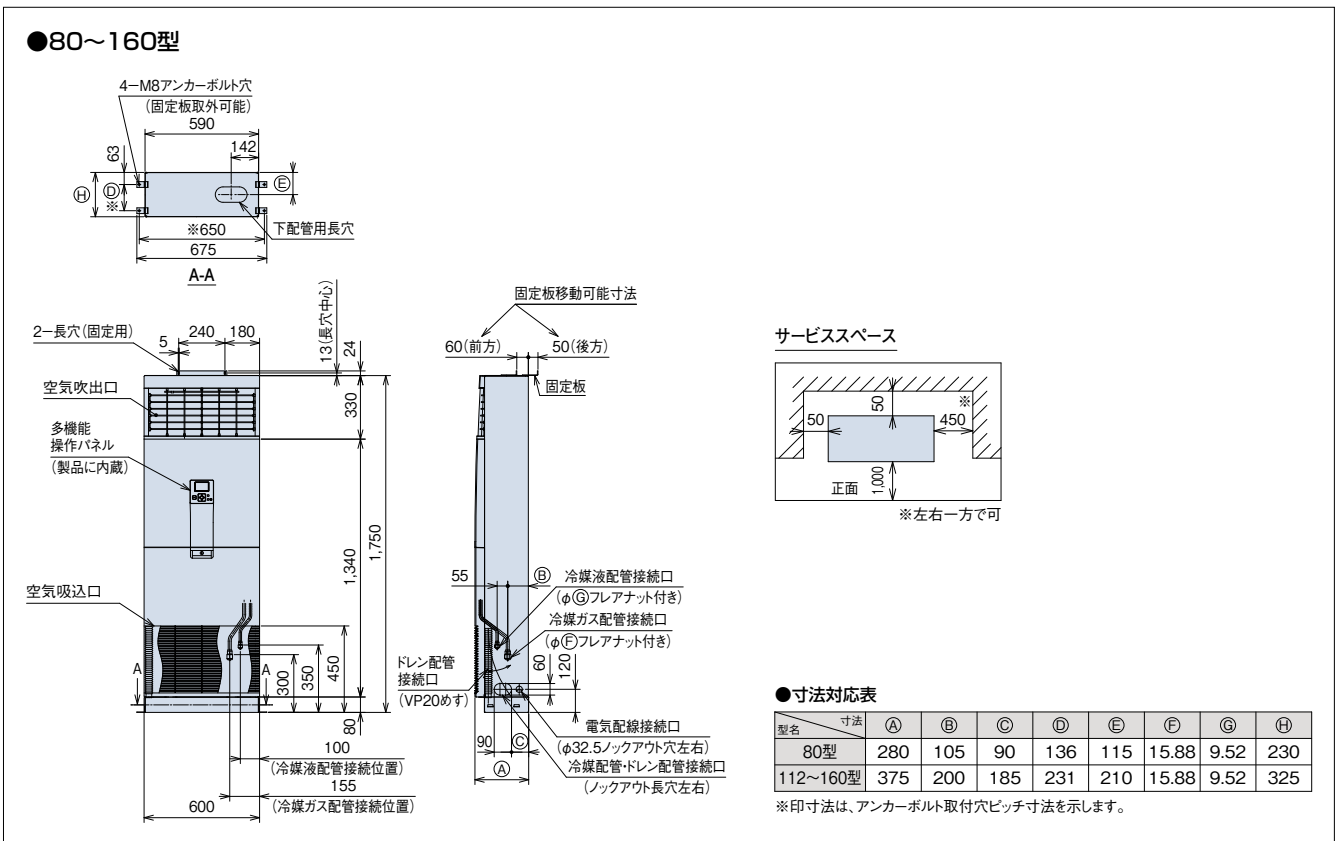 ●80～160型
4－M8アンカーボルト穴
(固定板取外可能)
590
142
63
Ⓗ
Ⓓ
※
Ⓔ
※650
下配管用長穴
675
A-A
2－長穴(固定用)
240
180
5
13(長穴中心)
24
空気吹出口
330
多機能
操作パネル
(製品に内蔵)
1,340
1,750
空気吸込口
A
A
300
350
450
80
100
(冷媒液配管接続位置)
155
(冷媒ガス配管接続位置)
600
固定板移動可能寸法
60(前方)
50(後方)
固定板
55
Ⓑ
冷媒液配管接続口
(φⒼフレアナット付き)
冷媒ガス配管接続口
(φⒻフレアナット付き)
ドレン配管
接続口
(VP20めす)
60
120
電気配線接続口
(φ32.5ノックアウト穴左右)
90
Ⓒ
冷媒配管・ドレン配管接続口
(ノックアウト長穴左右)
Ⓐ
サービススペース
50
50
※
450
正面
1,000
※左右一方で可
●寸法対応表
型名 寸法 Ⓐ Ⓑ Ⓒ Ⓓ Ⓔ Ⓕ Ⓖ Ⓗ
80型 280 105 90 136 115 15.88 9.52 230
112～160型 375 200 185 231 210 15.88 9.52 325
※印寸法は、アンカーボルト取付穴ピッチ寸法を示します。